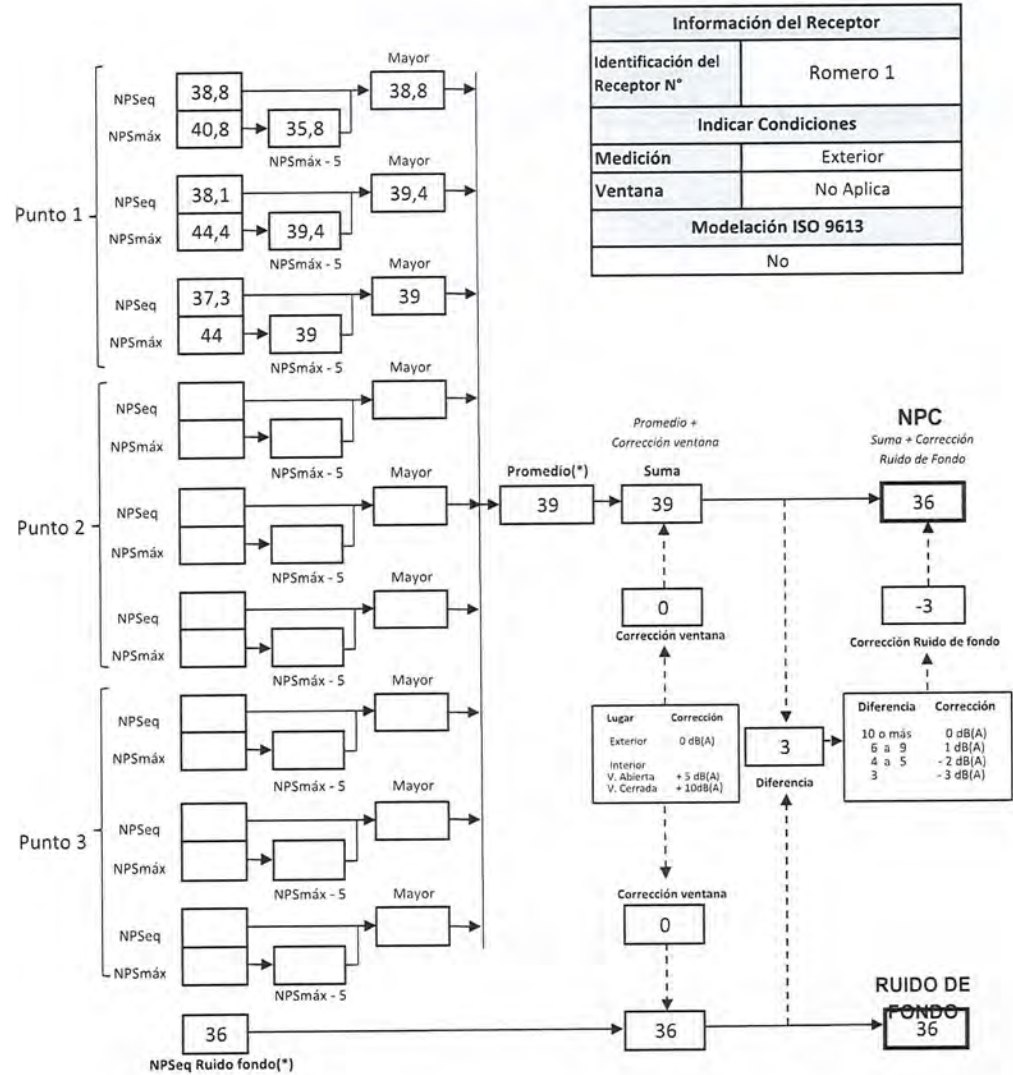 Información del Receptor
Identificación del Receptor N°
Romero 1
Indicar Condiciones
Medición Exterior
Ventana No Aplica
Modelación ISO 9613
No
Punto 1
Mayor
NPSeq 38,8 38,8
NPSmáx 40,8 35,8
NPSmáx - 5
Mayor
NPSeq 38,1 39,4
NPSmáx 44,4 39,4
NPSmáx - 5
Mayor
NPSeq 37,3 39
NPSmáx 44 39
NPSmáx - 5
Punto 2
Mayor
NPSeq
NPSmáx
NPSmáx - 5
Mayor
NPSeq
NPSmáx
NPSmáx - 5
Mayor
NPSeq
NPSmáx
NPSmáx - 5
Punto 3
Mayor
NPSeq
NPSmáx
NPSmáx - 5
Mayor
NPSeq
NPSmáx
NPSmáx - 5
Mayor
NPSeq
NPSmáx
NPSmáx - 5
36
NPSeq Ruido fondo(*)
Promedio(*)
39
Promedio +
Corrección ventana
Suma
39
0
Corrección ventana
Lugar Corrección
Exterior 0 dB(A)
Interior
V. Abierta + 5 dB(A)
V. Cerrada + 10dB(A)
Corrección ventana
0
36
3
Diferencia
NPC
Suma + Corrección
Ruido de Fondo
36
-3
Corrección Ruido de fondo
Diferencia Corrección
10 o más 0 dB(A)
6 a 9 1 dB(A)
4 a 5 - 2 dB(A)
3 - 3 dB(A)
RUIDO DE
FONDO
36